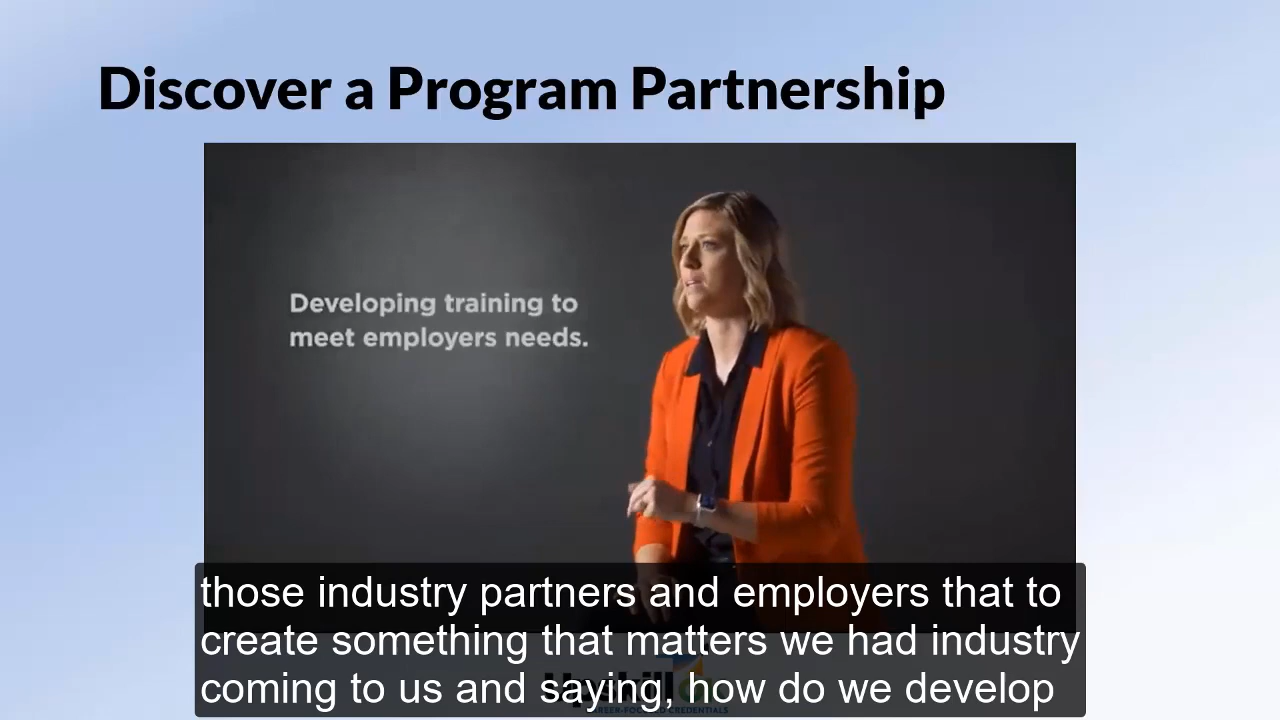 Discover a Program Partnership
Developing training to
meet employers needs.
those industry partners and employers that to
create something that matters we had industry
coming to us and saying, how do we develop